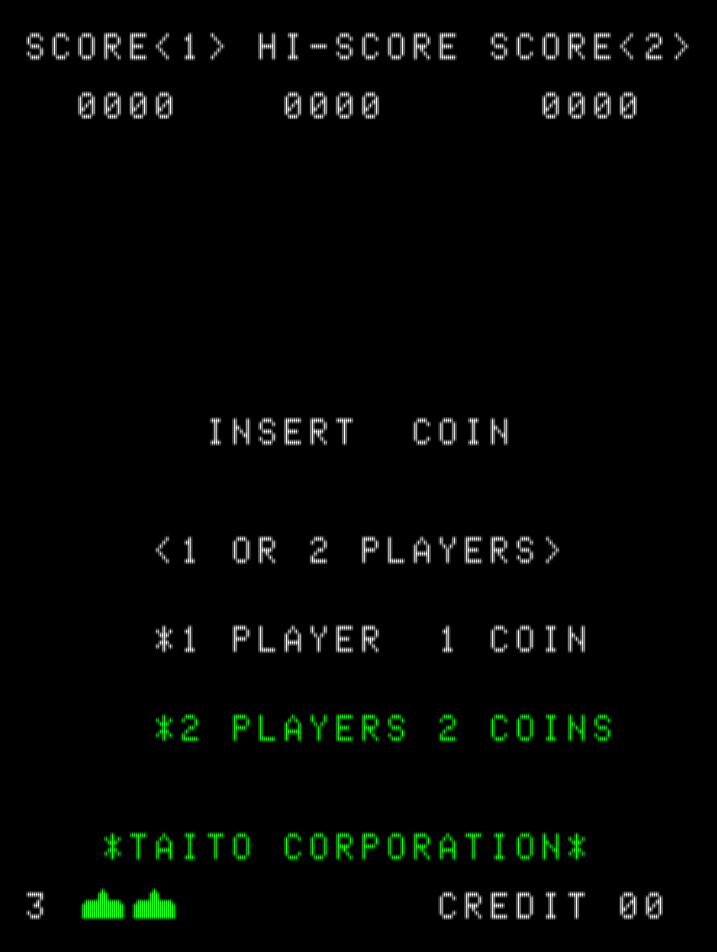 SCORE<1> HI-SCORE SCORE<2>
0000 0000 0000
INSERT COIN
<1 OR 2 PLAYERS>
*1 PLAYER 1 COIN
*2 PLAYERS 2 COINS
*TAITO CORPORATION*
3 CREDIT 00